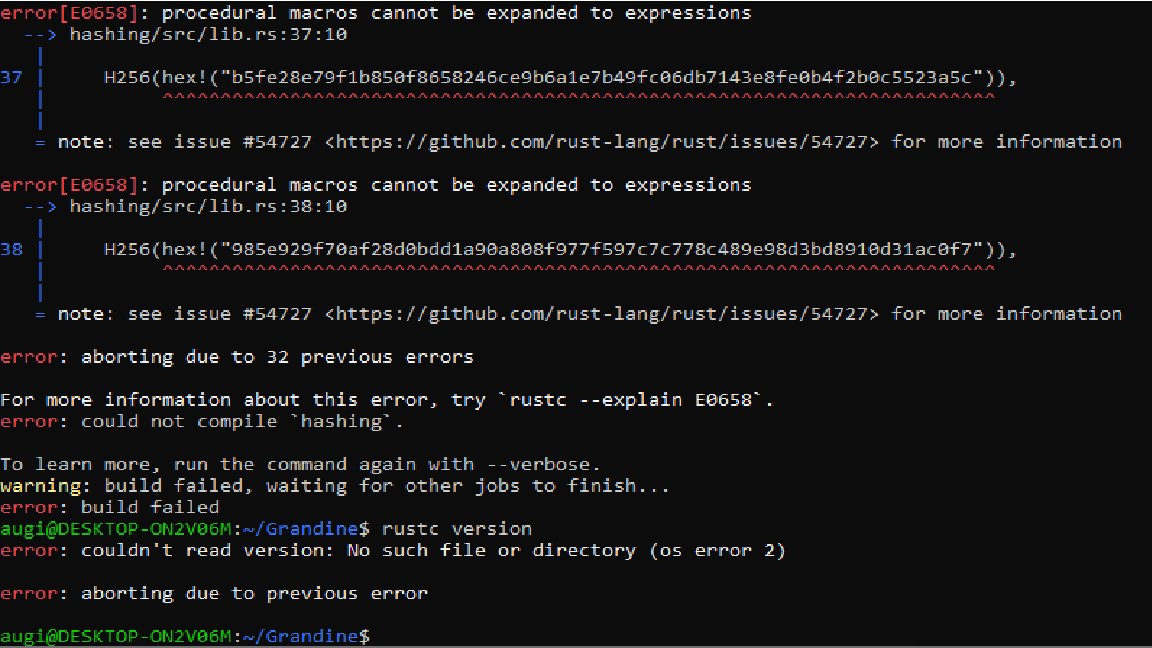 error[E0658]: procedural macros cannot be expanded to expressions
--> hashing/src/lib.rs:37:10
|
37 | H256(hex!("b5fe28e79f1b850f8658246ce9b6a1e7b49fc06db7143e8fe0b4f2b0c5523a5c")),
| ^^^^^^^^^^^^^^^^^^^^^^^^^^^^^^^^^^^^^^^^^^^^^^^^^^^^^^^^^^^^^^^^^^^^^^^^
|
= note: see issue #54727 <https://github.com/rust-lang/rust/issues/54727> for more information
error[E0658]: procedural macros cannot be expanded to expressions
--> hashing/src/lib.rs:38:10
|
38 | H256(hex!("985e929f70af28d0bdd1a90a808f977f597c7c778c489e98d3bd8910d31ac0f7")),
| ^^^^^^^^^^^^^^^^^^^^^^^^^^^^^^^^^^^^^^^^^^^^^^^^^^^^^^^^^^^^^^^^^^^^^^^^
|
= note: see issue #54727 <https://github.com/rust-lang/rust/issues/54727> for more information
error: aborting due to 32 previous errors
For more information about this error, try `rustc --explain E0658`.
error: could not compile `hashing`.
To learn more, run the command again with --verbose.
warning: build failed, waiting for other jobs to finish...
error: build failed
augi@DESKTOP-ON2V06M:~/Grandine$ rustc version
error: couldn't read version: No such file or directory (os error 2)
error: aborting due to previous error
augi@DESKTOP-ON2V06M:~/Grandine$